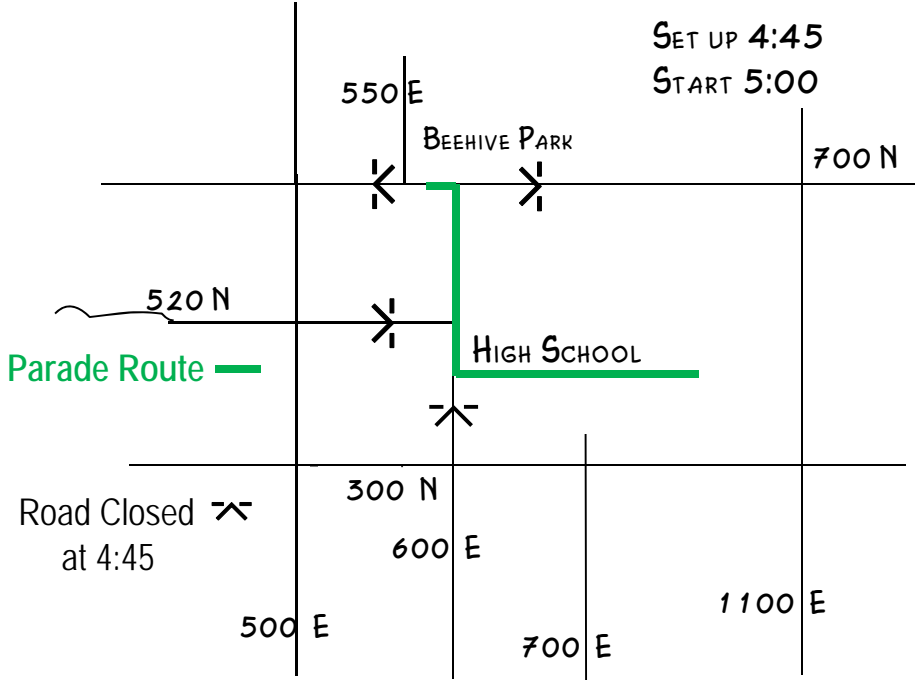 SET UP 4:45
START 5:00
550 E
BEEHIVE PARK
700 N
520 N
HIGH SCHOOL
Parade Route
300 N
Road Closed
at 4:45
600 E
1100 E
500 E
700 E